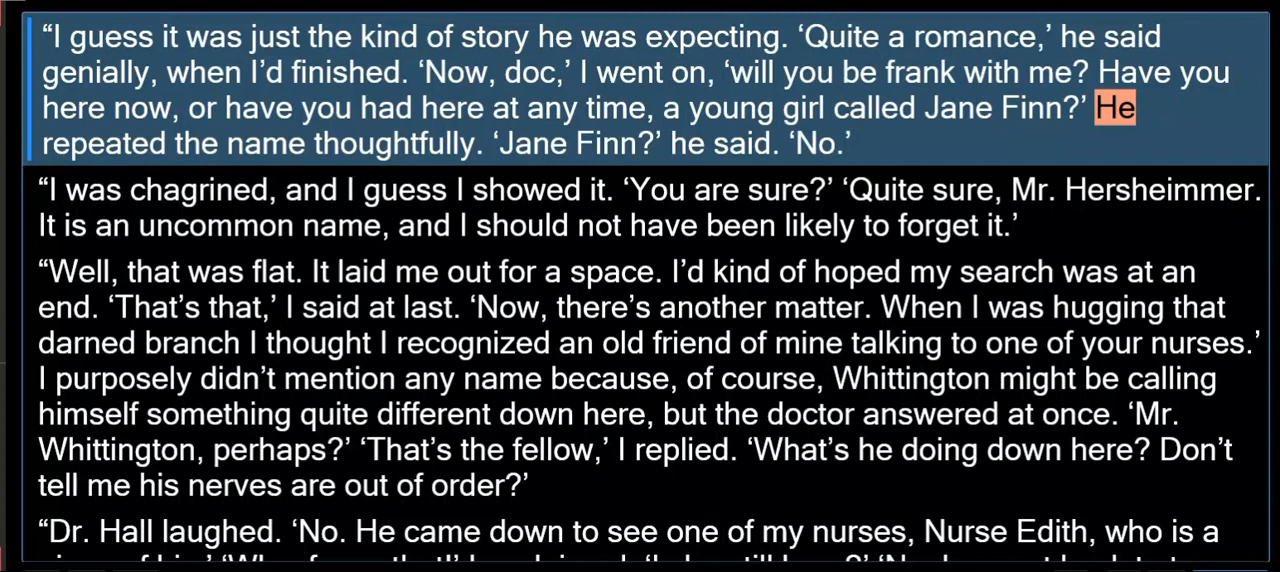 “I guess it was just the kind of story he was expecting. ‘Quite a romance,’ he said
genially, when I’d finished. ‘Now, doc,’ I went on, ‘will you be frank with me? Have you
here now, or have you had here at any time, a young girl called Jane Finn?’ He
repeated the name thoughtfully. ‘Jane Finn?’ he said. ‘No.’
“I was chagrined, and I guess I showed it. ‘You are sure?’ ‘Quite sure, Mr. Hersheimmer.
It is an uncommon name, and I should not have been likely to forget it.’
“Well, that was flat. It laid me out for a space. I’d kind of hoped my search was at an
end. ‘That’s that,’ I said at last. ‘Now, there’s another matter. When I was hugging that
darned branch I thought I recognized an old friend of mine talking to one of your nurses.’
I purposely didn’t mention any name because, of course, Whittington might be calling
himself something quite different down here, but the doctor answered at once. ‘Mr.
Whittington, perhaps?’ ‘That’s the fellow,’ I replied. ‘What’s he doing down here? Don’t
tell me his nerves are out of order?’
“Dr. Hall laughed. ‘No. He came down to see one of my nurses, Nurse Edith, who is a